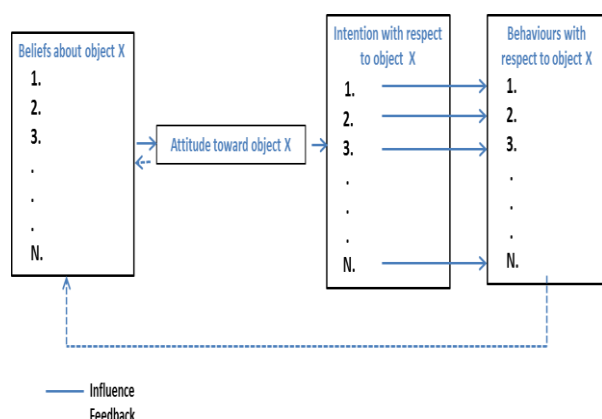 Beliefs about object X
1.
2.
3.
.
.
.
N.
Attitude toward object X
Intention with respect
to object X
1.
2.
3.
.
.
.
N.
Behaviours with
respect to object X
1.
2.
3.
.
.
.
N.
Influence
Feedback